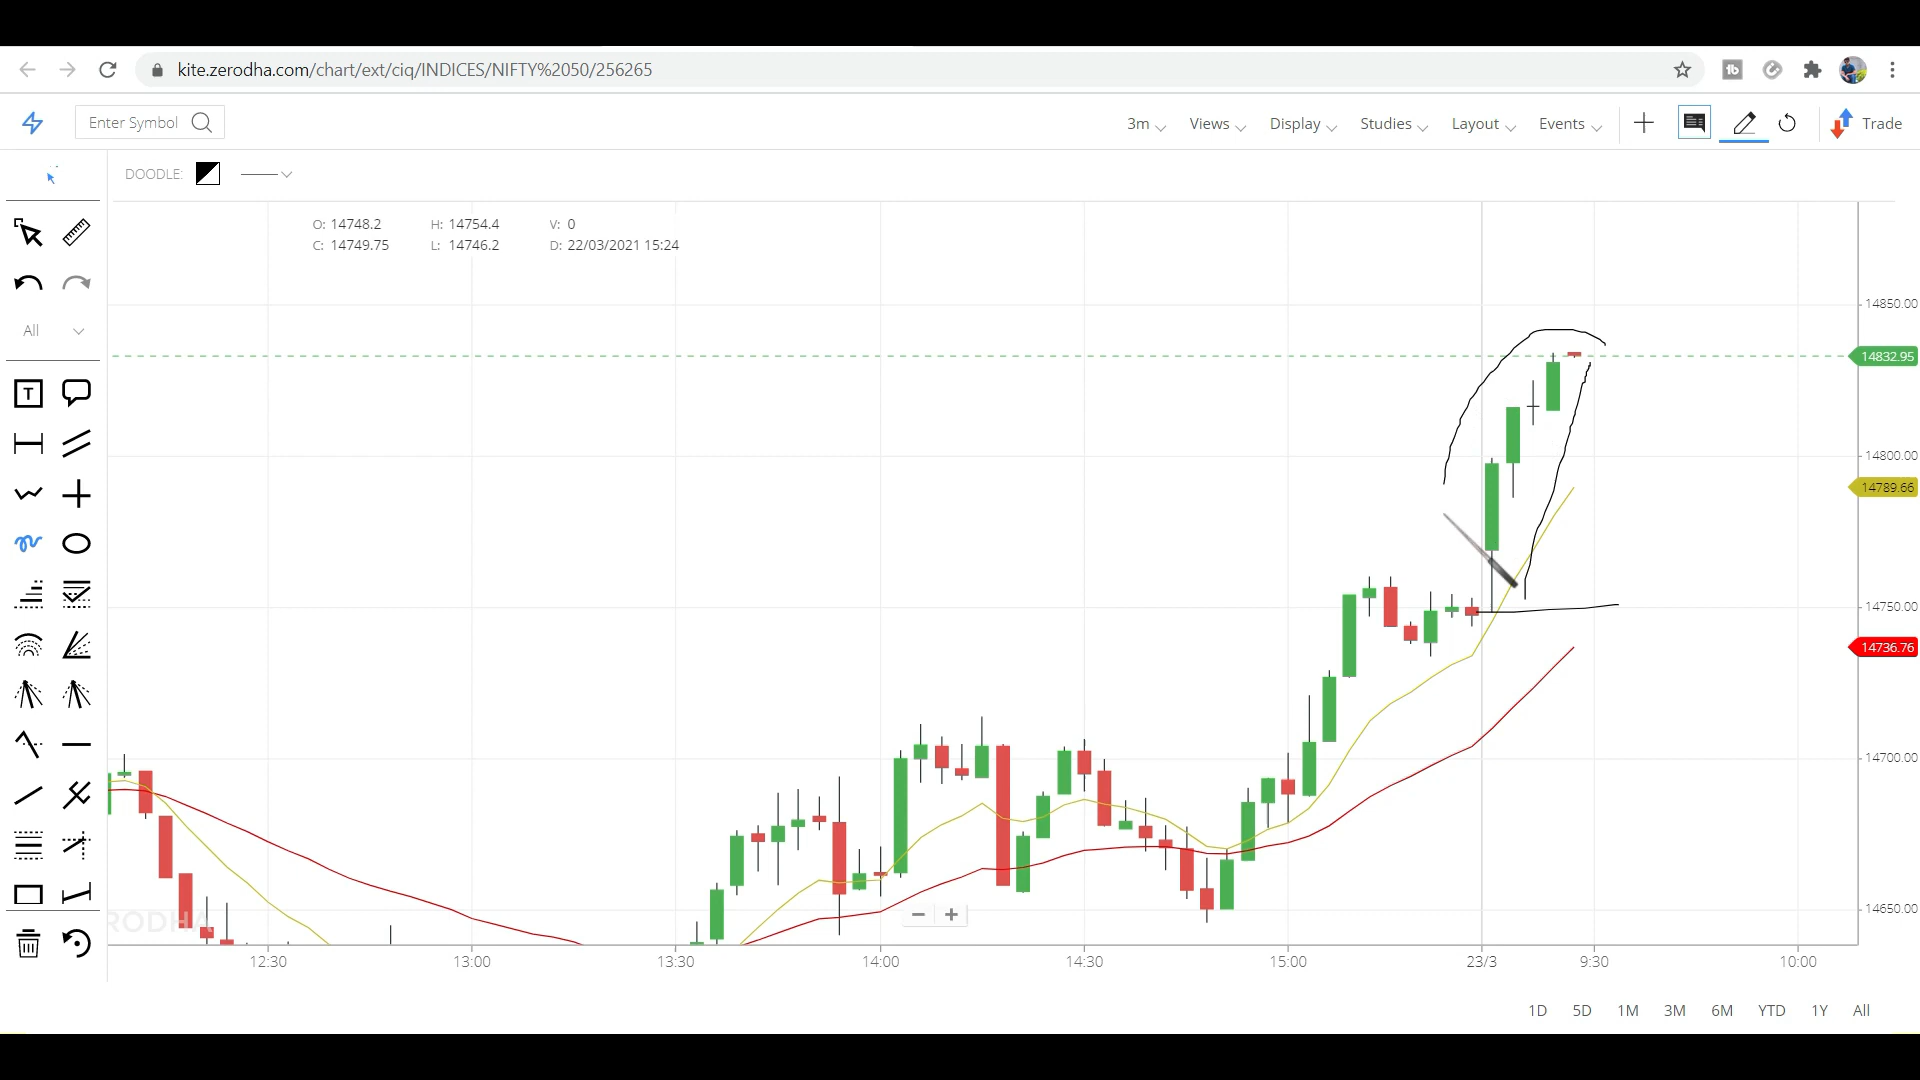 kite.zerodha.com/chart/ext/ciq/INDICES/NIFTY%2050/256265
Enter Symbol
3m Views Display Studies Layout Events Trade
DOODLE:
O: 14748.2 H: 14754.4 V: 0
C: 14749.75 L: 14746.2 D: 22/03/2021 15:24
All
T
14850.00
14832.95
14800.00
14789.66
14750.00
14736.76
14700.00
14650.00
RODHA
12:30 13:00 13:30 14:00 14:30 15:00 23/3 9:30 10:00
1D 5D 1M 3M 6M YTD 1Y All